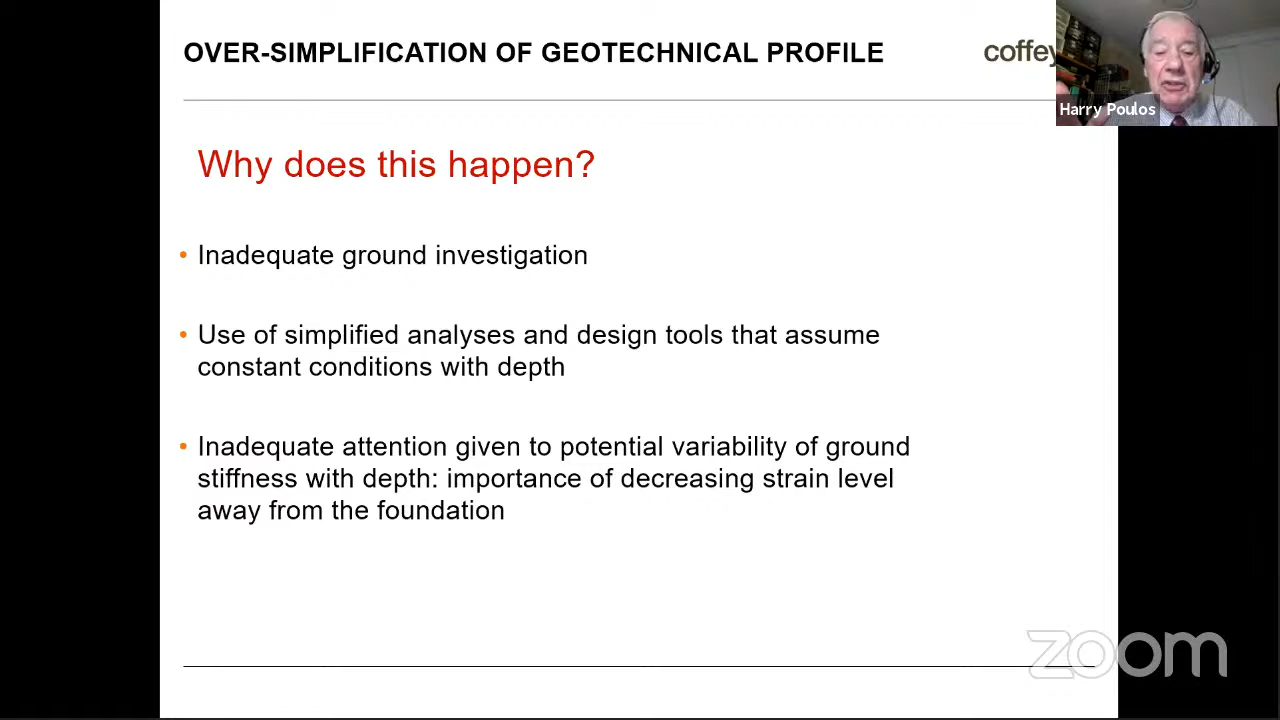 OVER-SIMPLIFICATION OF GEOTECHNICAL PROFILE
coffey
Harry Poulos
Why does this happen?
• Inadequate ground investigation
• Use of simplified analyses and design tools that assume
constant conditions with depth
• Inadequate attention given to potential variability of ground
stiffness with depth: importance of decreasing strain level
away from the foundation
zoom